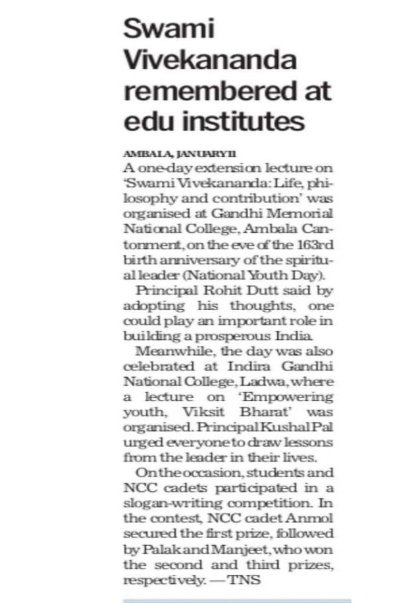 Swami
Vivekananda
remembered at
edu institutes
AMBALA, JANUARY 11
A one-day extension lecture on
‘Swami Vivekananda: Life, phi-
losophy and contribution’ was
organised at Gandhi Memorial
National College, Ambala Can-
tonment, on the eve of the 163rd
birth anniversary of the spiritu-
al leader (National Youth Day).
Principal Rohit Dutt said by
adopting his thoughts, one
could play an important role in
building a prosperous India.
Meanwhile, the day was also
celebrated at Indira Gandhi
National College, Ladwa, where
a lecture on ‘Empowering
youth, Viksit Bharat’ was
organised. Principal Kushal Pal
urged everyone to draw lessons
from the leader in their lives.
On the occasion, students and
NCC cadets participated in a
slogan-writing competition. In
the contest, NCC cadet Anmol
secured the first prize, followed
by Palak and Manjeet, who won
the second and third prizes,
respectively. — TNS